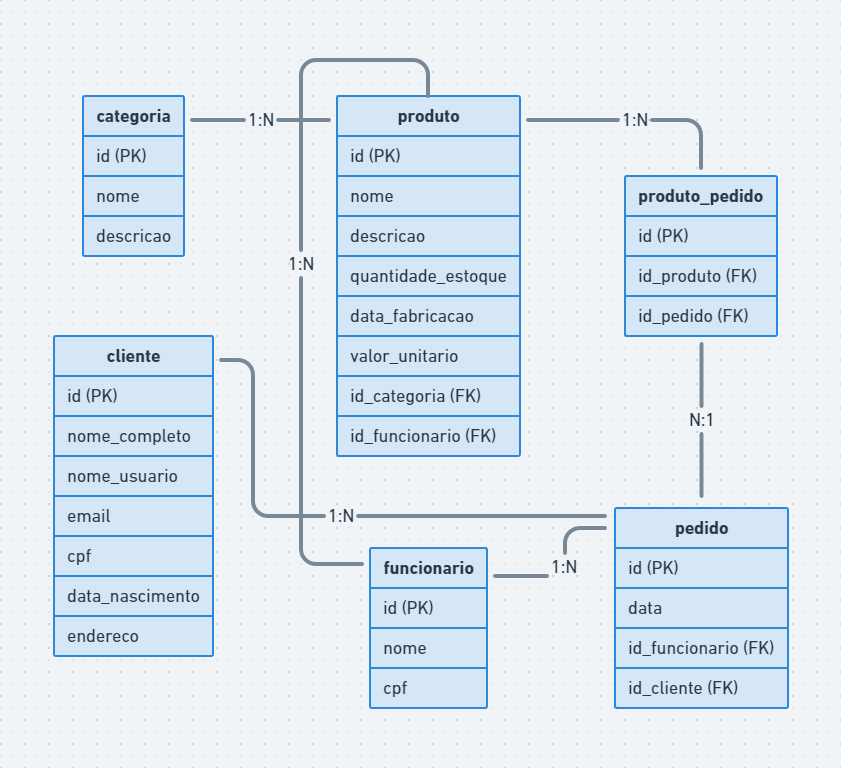 categoria
id (PK)
nome
descricao
1:N
produto
id (PK)
nome
descricao
quantidade_estoque
data_fabricacao
valor_unitario
id_categoria (FK)
id_funcionario (FK)
1:N
produto_pedido
id (PK)
id_produto (FK)
id_pedido (FK)
1:N
cliente
id (PK)
nome_completo
nome_usuario
email
cpf
data_nascimento
endereco
N:1
1:N
funcionario
id (PK)
nome
cpf
1:N
pedido
id (PK)
data
id_funcionario (FK)
id_cliente (FK)